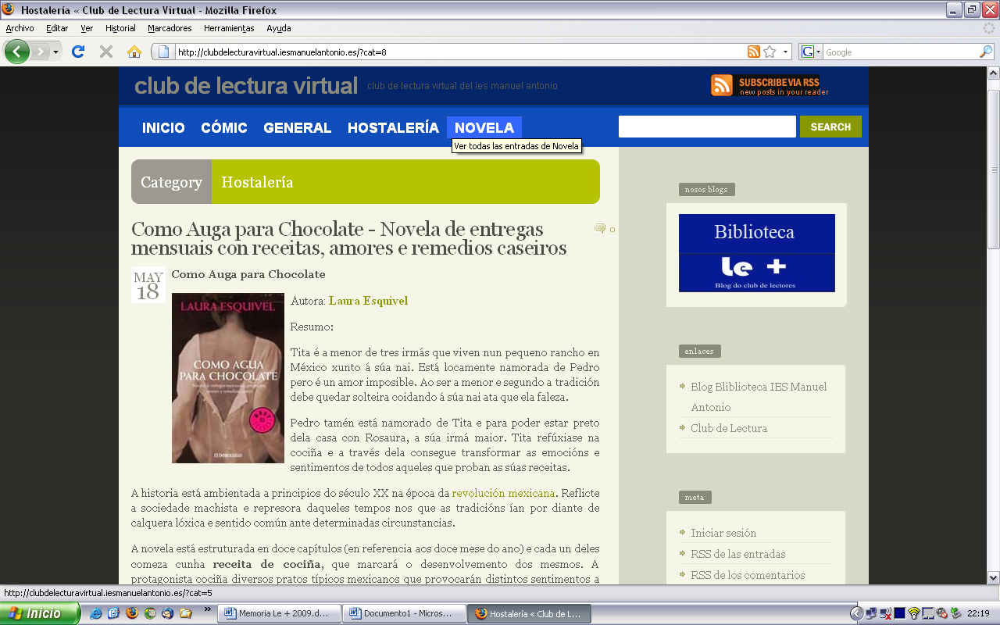 Hostalería « Club de Lectura Virtual - Mozilla Firefox
Archivo Editar Ver Historial Marcadores Herramientas Ayuda
http://clubdelecturavirtual.iesmanuelantonio.es/?cat=8
G Google
club de lectura virtual club de lectura virtual del ies manuel antonio
SUBSCRIBE VIA RSS
new posts in your reader
INICIO CÓMIC GENERAL HOSTALERÍA NOVELA SEARCH
Ver todas las entradas de Novela
Category Hostalería
Como Auga para Chocolate - Novela de entregas
mensuais con receitas, amores e remedios caseiros
0
MAY
18
Como Auga para Chocolate
LAURA ESQUIVEL
COMO AGUA
PARA CHOCOLATE
Autora: Laura Esquivel
Resumo:
Tita é a menor de tres irmás que viven nun pequeno rancho en
México xunto á súa nai. Está locamente namorada de Pedro
pero é un amor imposible. Ao ser a menor e segundo a tradición
debe quedar solteira coidando á súa nai ata que ela faleza.
Pedro tamén está namorado de Tita e para poder estar preto
dela casa con Rosaura, a súa irmá maior. Tita refúxiase na
cociña e a través dela consegue transformar as emocións e
sentimentos de todos aqueles que proban as súas receitas.
A historia está ambientada a principios do século XX na época da revolución mexicana. Reflicte
a sociedade machista e represora daqueles tempos nos que as tradicións ían por diante de
calquera lóxica e sentido común ante determinadas circunstancias.
A novela está estruturada en doce capítulos (en referencia aos doce mese do ano) e cada un deles
comeza cunha receita de cociña, que marcará o desenvolvemento dos mesmos. A
protagonista cociña diversos pratos típicos mexicanos que provocarán distintos sentimentos a
nosos blogs
Biblioteca
le +
Blog do club de lectores
enlaces
Blog Bliblioteca IES Manuel
Antonio
Club de Lectura
meta
Iniciar sesión
RSS de las entradas
RSS de los comentarios
http://clubdelecturavirtual.iesmanuelantonio.es/?cat=5
Inicio » Memoria Le + 2009.d... Documento1 - Micros... Hostalería « Club de L... 22:19